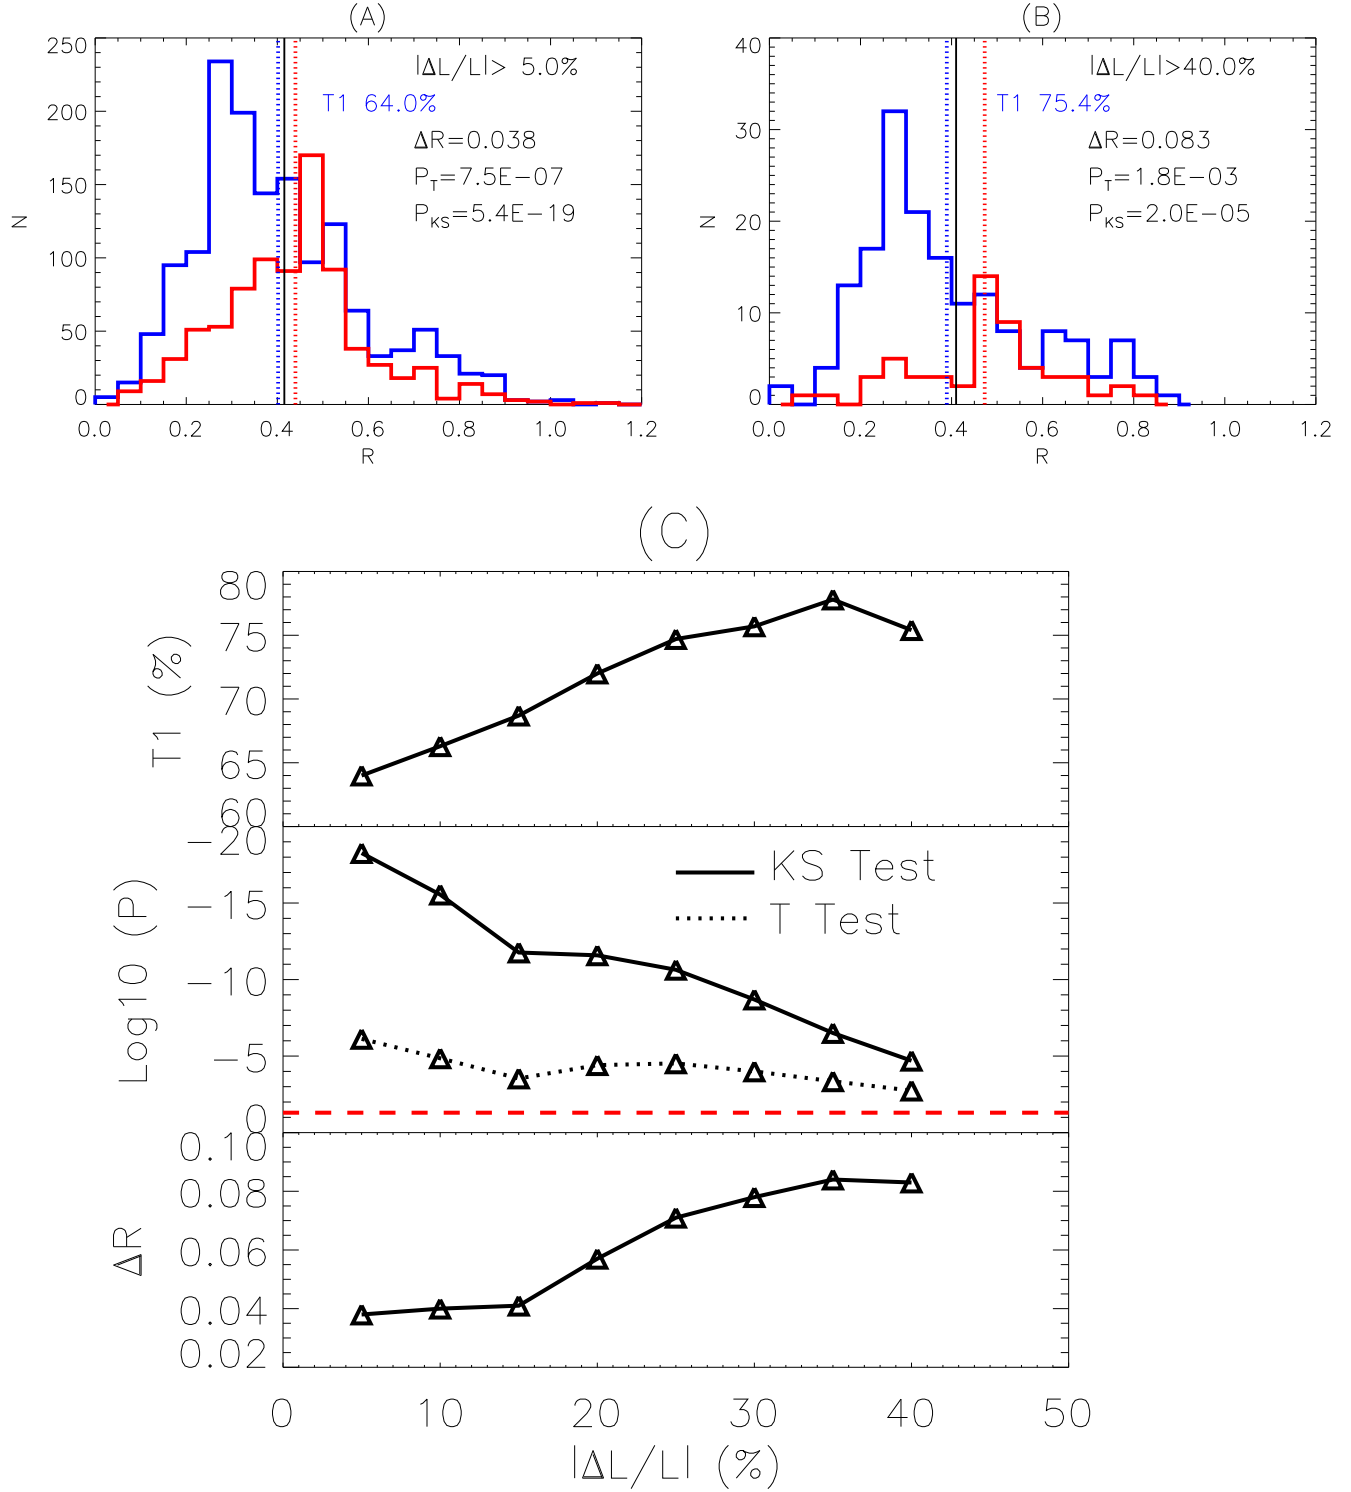 (A)
250
200
150
100
50
0
N
|ΔL/L|> 5.0%
T1 64.0%
ΔR=0.038
P_T=7.5E−07
P_KS=5.4E−19
0.0 0.2 0.4 0.6 0.8 1.0 1.2
R
(B)
40
30
20
10
0
N
|ΔL/L|>40.0%
T1 75.4%
ΔR=0.083
P_T=1.8E−03
P_KS=2.0E−05
0.0 0.2 0.4 0.6 0.8 1.0 1.2
R
(C)
80
75
70
65
60
T1 (%)
−20
−15
−10
−5
0
Log10 (P)
KS Test
T Test
0.10
0.08
0.06
0.04
0.02
ΔR
0 10 20 30 40 50
|ΔL/L| (%)